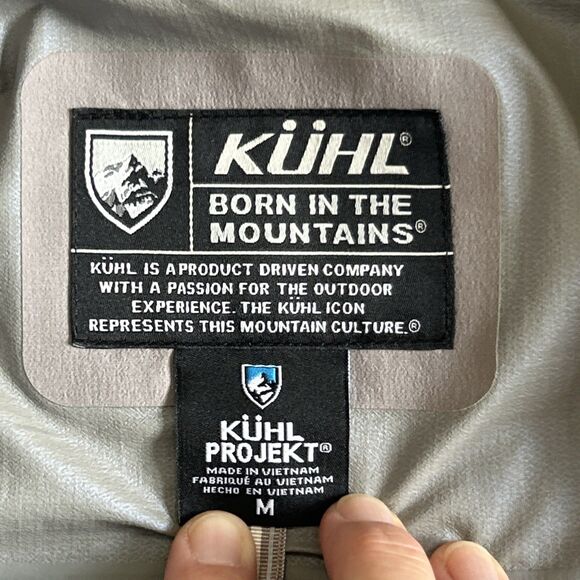 KÜHL®
BORN IN THE
MOUNTAINS®
KÜHL IS A PRODUCT DRIVEN COMPANY
WITH A PASSION FOR THE OUTDOOR
EXPERIENCE. THE KÜHL ICON
REPRESENTS THIS MOUNTAIN CULTURE.®
KÜHL
PROJEKT®
MADE IN VIETNAM
FABRIQUÉ AU VIETNAM
HECHO EN VIETNAM
M